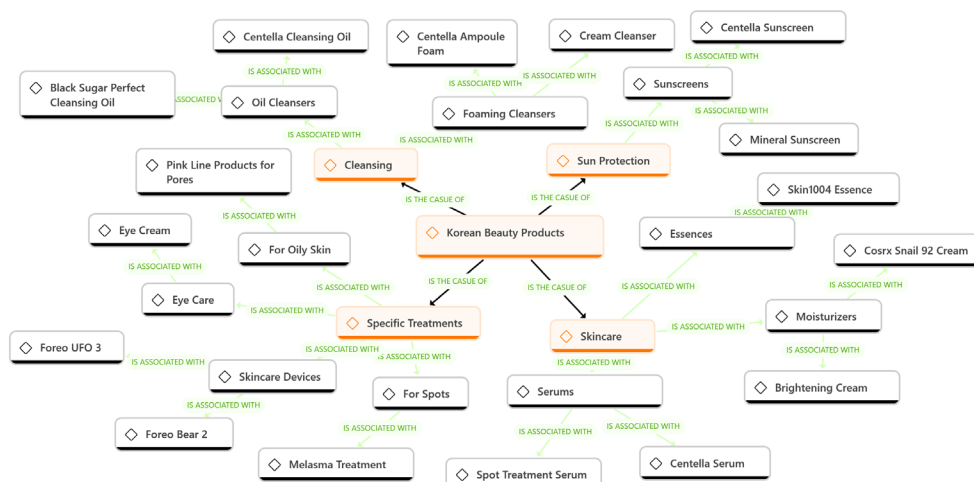 Centella Cleansing Oil
Centella Ampoule
Foam
Cream Cleanser
Centella Sunscreen
IS ASSOCIATED WITH
IS ASSOCIATED WITH
IS ASSOCIATED WITH
IS ASSOCIATED WITH
Black Sugar Perfect
Cleansing Oil
ASSOCIATED
Oil Cleansers
Foaming Cleansers
Sunscreens
IS ASSOCIATED WITH
IS ASSOCIATED WITH
IS ASSOCIATED WITH
IS ASSOCIATED WITH
Mineral Sunscreen
Pink Line Products for
Pores
Cleansing
Sun Protection
IS THE CASUE OF
IS THE CASUE OF
Skin1004 Essence
IS ASSOCIATED WITH
IS ASSOCIATED WITH
Eye Cream
For Oily Skin
Korean Beauty Products
Essences
Cosrx Snail 92 Cream
IS ASSOCIATED WITH
IS ASSOCIATED WITH
IS THE CASUE OF
IS THE CASUE OF
IS ASSOCIATED WITH
IS ASSOCIATED WITH
Eye Care
IS ASSOCIATED WITH
Specific Treatments
Skincare
IS ASSOCIATED WITH
Moisturizers
Foreo UFO 3
IS ASSOCIATED WITH
IS ASSOCIATED WITH
IS ASSOCIATED WITH
IS ASSOCIATED WITH
IS ASSOCIATED WITH
Skincare Devices
For Spots
Serums
Brightening Cream
IS ASSOCIATED WITH
Foreo Bear 2
IS ASSOCIATED WITH
IS ASSOCIATED WITH
IS ASSOCIATED WITH
Melasma Treatment
Spot Treatment Serum
Centella Serum